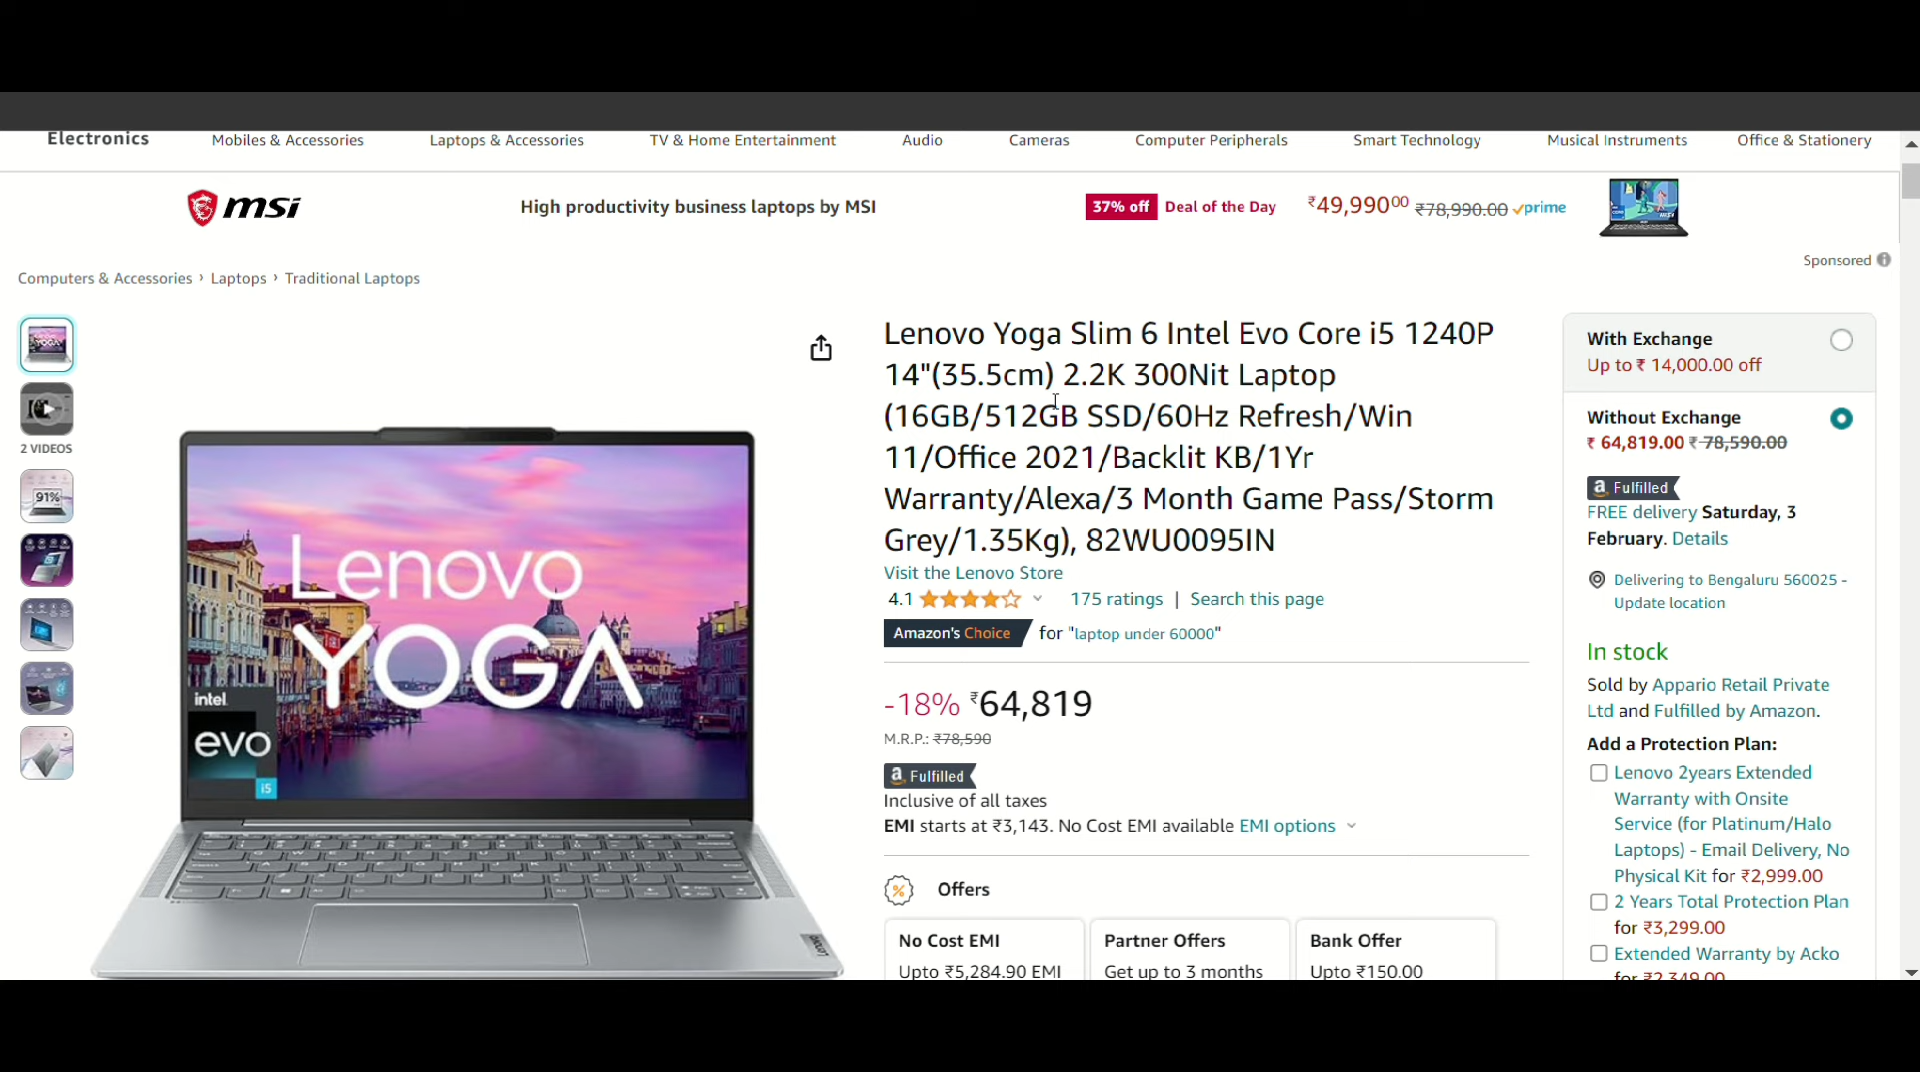 Electronics
Mobiles & Accessories
Laptops & Accessories
TV & Home Entertainment
Audio
Cameras
Computer Peripherals
Smart Technology
Musical Instruments
Office & Stationery
msi
High productivity business laptops by MSI
37% off Deal of the Day
₹49,990⁰⁰ ₹78,990.00 prime
Sponsored
Computers & Accessories › Laptops › Traditional Laptops
2 VIDEOS
91%
Lenovo
YOGA
intel.
evo
i5
Lenovo
Lenovo Yoga Slim 6 Intel Evo Core i5 1240P
14"(35.5cm) 2.2K 300Nit Laptop
(16GB/512GB SSD/60Hz Refresh/Win
11/Office 2021/Backlit KB/1Yr
Warranty/Alexa/3 Month Game Pass/Storm
Grey/1.35Kg), 82WU0095IN
Visit the Lenovo Store
4.1 175 ratings | Search this page
Amazon's Choice for "laptop under 60000"
-18% ₹64,819
M.R.P.: ₹78,590
a Fulfilled
Inclusive of all taxes
EMI starts at ₹3,143. No Cost EMI available EMI options
% Offers
No Cost EMI
Upto ₹5,284.90 EMI
Partner Offers
Get up to 3 months
Bank Offer
Upto ₹150.00
With Exchange
Up to ₹ 14,000.00 off
Without Exchange
₹ 64,819.00 ₹ 78,590.00
a Fulfilled
FREE delivery Saturday, 3
February. Details
Delivering to Bengaluru 560025 -
Update location
In stock
Sold by Appario Retail Private
Ltd and Fulfilled by Amazon.
Add a Protection Plan:
Lenovo 2years Extended
Warranty with Onsite
Service (for Platinum/Halo
Laptops) - Email Delivery, No
Physical Kit for ₹2,999.00
2 Years Total Protection Plan
for ₹3,299.00
Extended Warranty by Acko
for ₹2,349.00